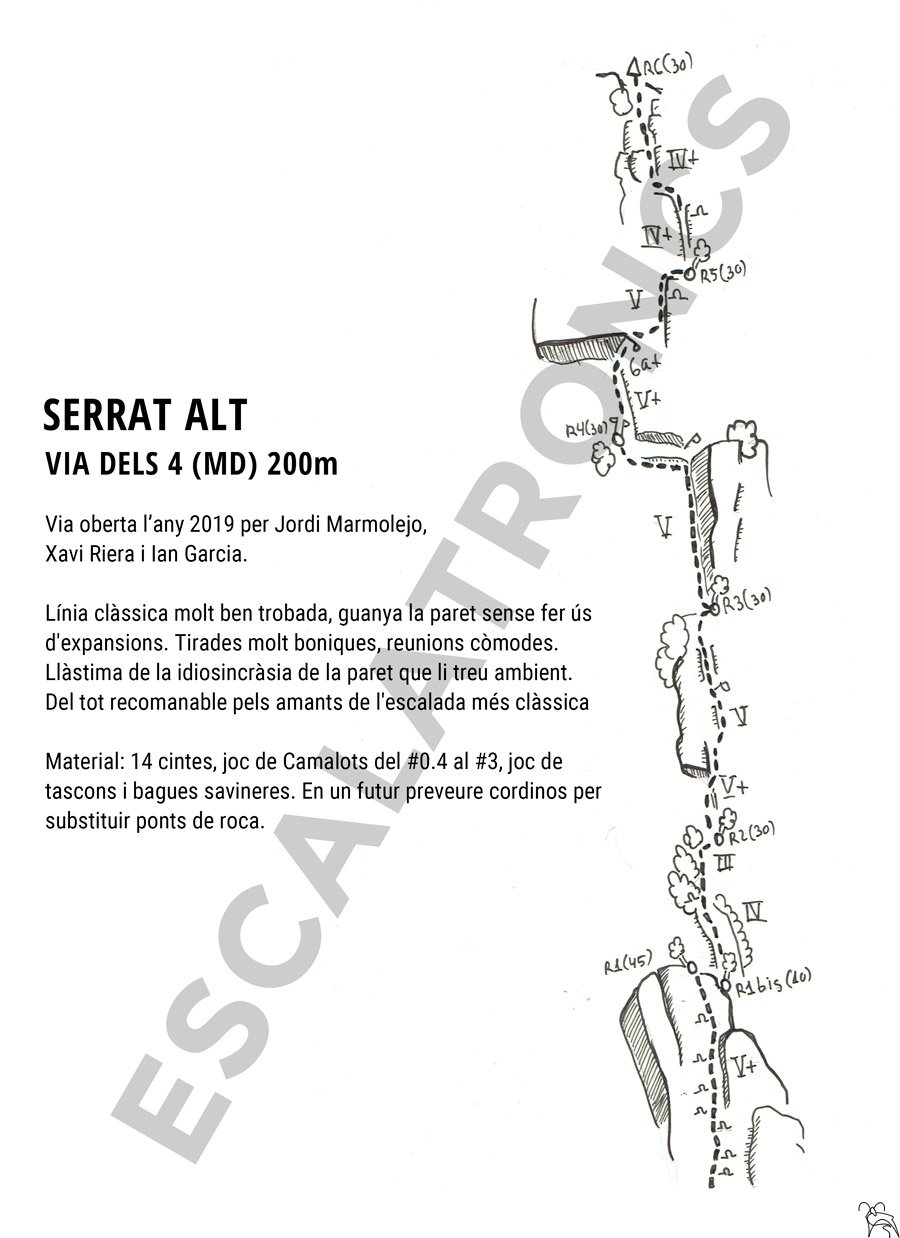 SERRAT ALT
VIA DELS 4 (MD) 200m
Via oberta l’any 2019 per Jordi Marmolejo,
Xavi Riera i Ian Garcia.
Línia clàssica molt ben trobada, guanya la paret sense fer ús
d'expansions. Tirades molt boniques, reunions còmodes.
Llàstima de la idiosincràsia de la paret que li treu ambient.
Del tot recomanable pels amants de l'escalada més clàssica
Material: 14 cintes, joc de Camalots del #0.4 al #3, joc de
tascons i bagues savineres. En un futur preveure cordinos per
substituir ponts de roca.
ESCALATRONICS
R6(30)
IV+
IV+
R5(30)
V
6a+
V+
R4(30)
V
R3(30)
V
V+
R2(30)
III
IV
R1(45)
R1bis(10)
V+